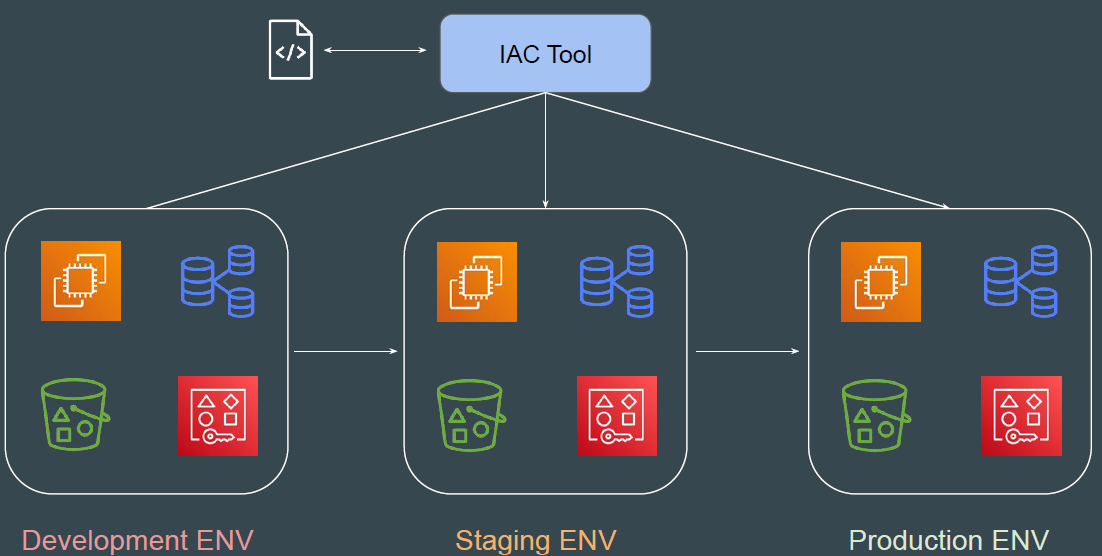 </>
IAC Tool
Development ENV
Staging ENV
Production ENV